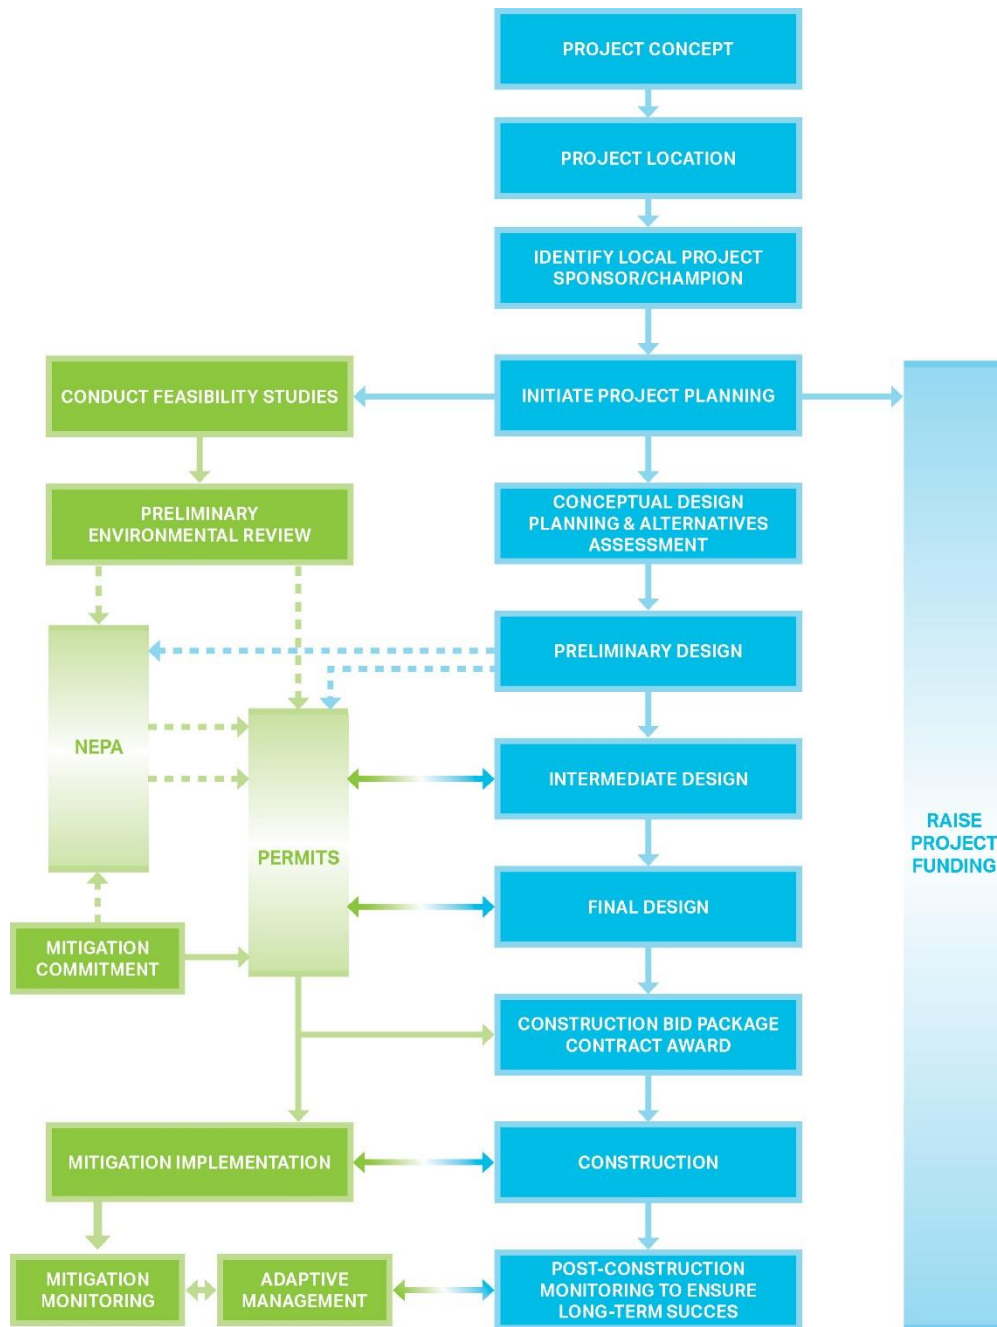 PROJECT CONCEPT
PROJECT LOCATION
IDENTIFY LOCAL PROJECT
SPONSOR/CHAMPION
CONDUCT FEASIBILITY STUDIES
INITIATE PROJECT PLANNING
PRELIMINARY
ENVIRONMENTAL REVIEW
CONCEPTUAL DESIGN
PLANNING & ALTERNATIVES
ASSESSMENT
PRELIMINARY DESIGN
NEPA
INTERMEDIATE DESIGN
PERMITS
RAISE
PROJECT
FUNDING
FINAL DESIGN
MITIGATION
COMMITMENT
CONSTRUCTION BID PACKAGE
CONTRACT AWARD
MITIGATION IMPLEMENTATION
CONSTRUCTION
MITIGATION
MONITORING
ADAPTIVE
MANAGEMENT
POST-CONSTRUCTION
MONITORING TO ENSURE
LONG-TERM SUCCES